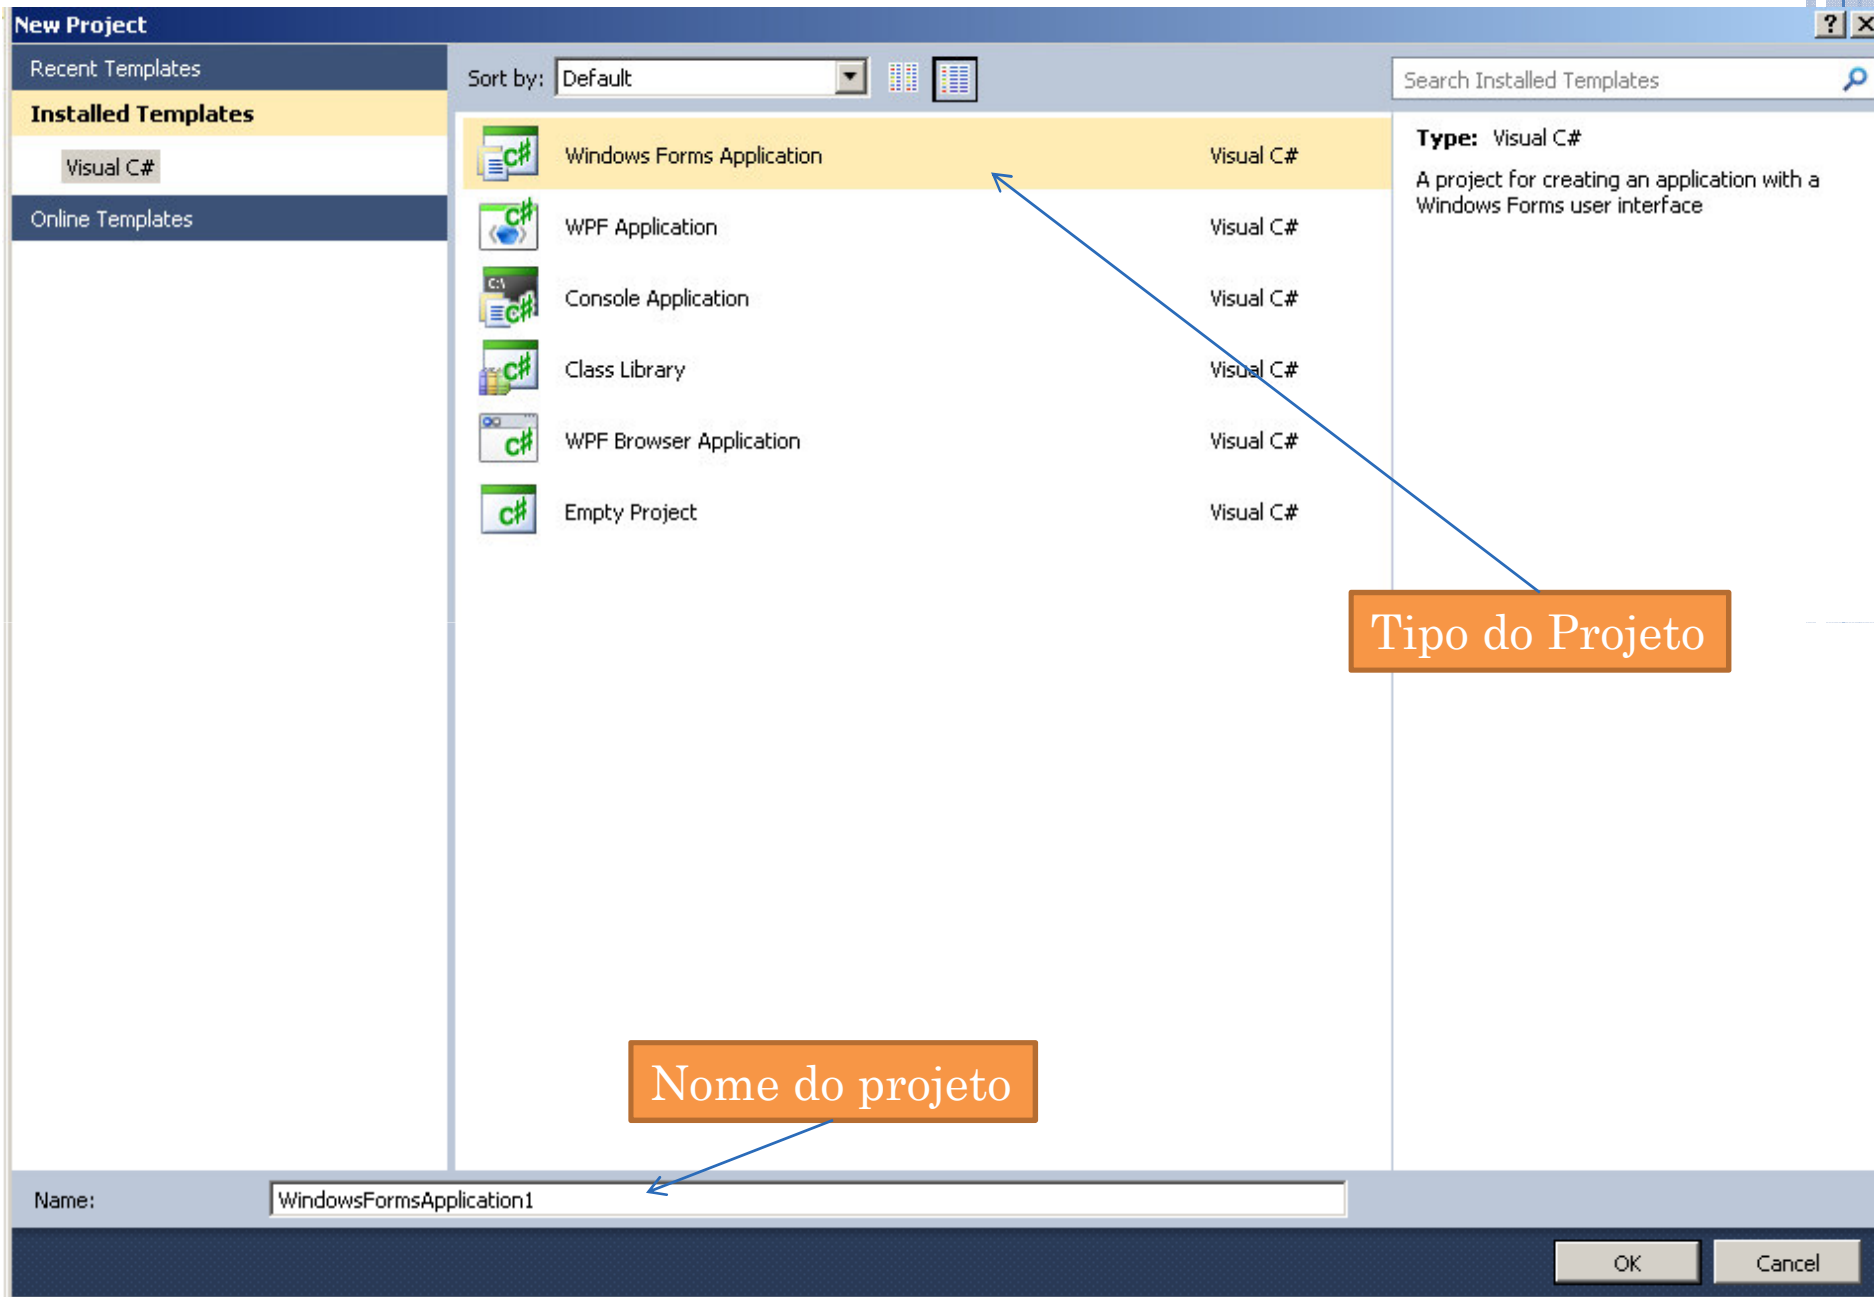 New Project
Recent Templates
Installed Templates
Visual C#
Online Templates
Sort by: Default
Search Installed Templates
Windows Forms Application Visual C#
WPF Application Visual C#
Console Application Visual C#
Class Library Visual C#
WPF Browser Application Visual C#
Empty Project Visual C#
Type: Visual C#
A project for creating an application with a
Windows Forms user interface
Tipo do Projeto
Nome do projeto
Name: WindowsFormsApplication1
OK Cancel